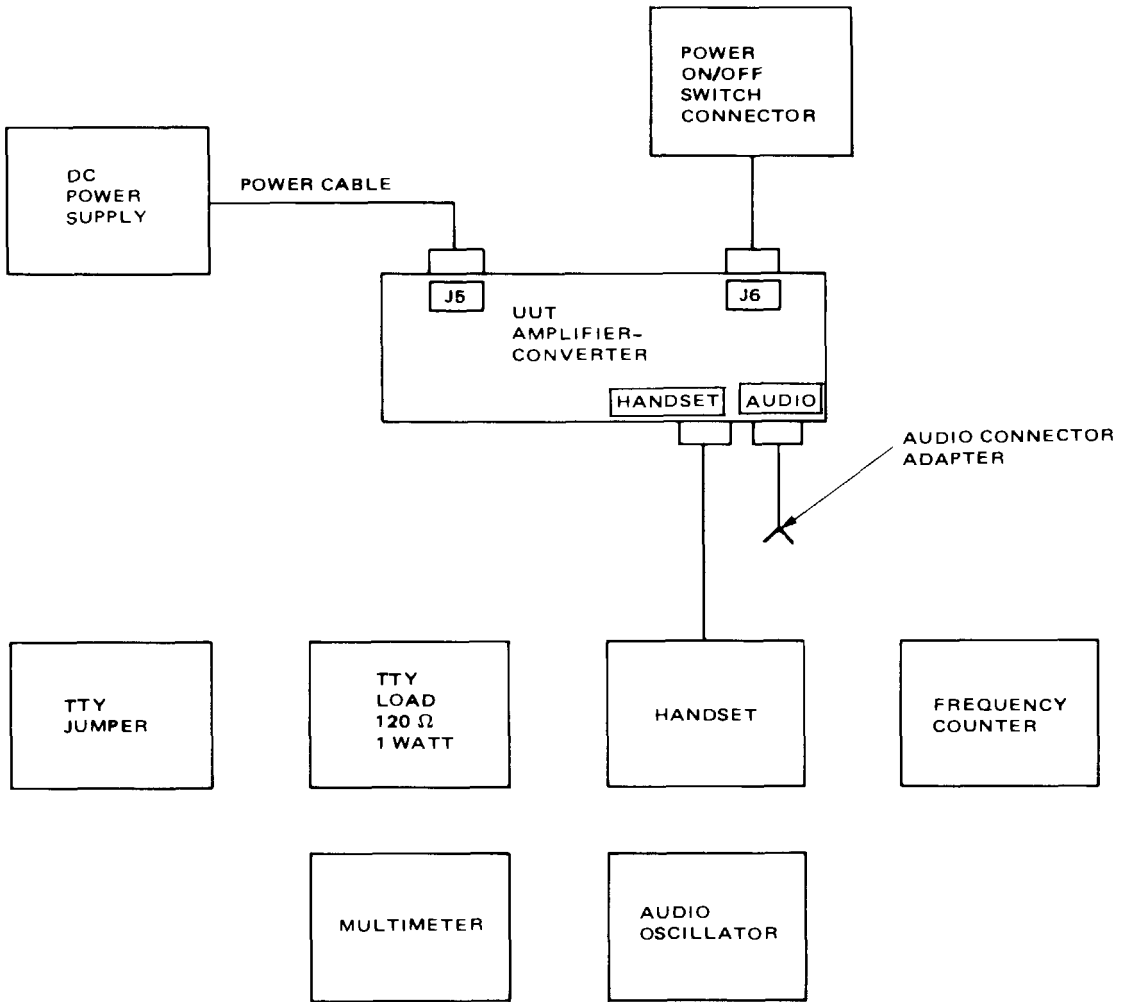 POWER
ON/OFF
SWITCH
CONNECTOR
DC
POWER
SUPPLY
POWER CABLE
J5
J6
UUT
AMPLIFIER-
CONVERTER
HANDSET
AUDIO
AUDIO CONNECTOR
ADAPTER
TTY
JUMPER
TTY
LOAD
120 Ω
1 WATT
HANDSET
FREQUENCY
COUNTER
MULTIMETER
AUDIO
OSCILLATOR